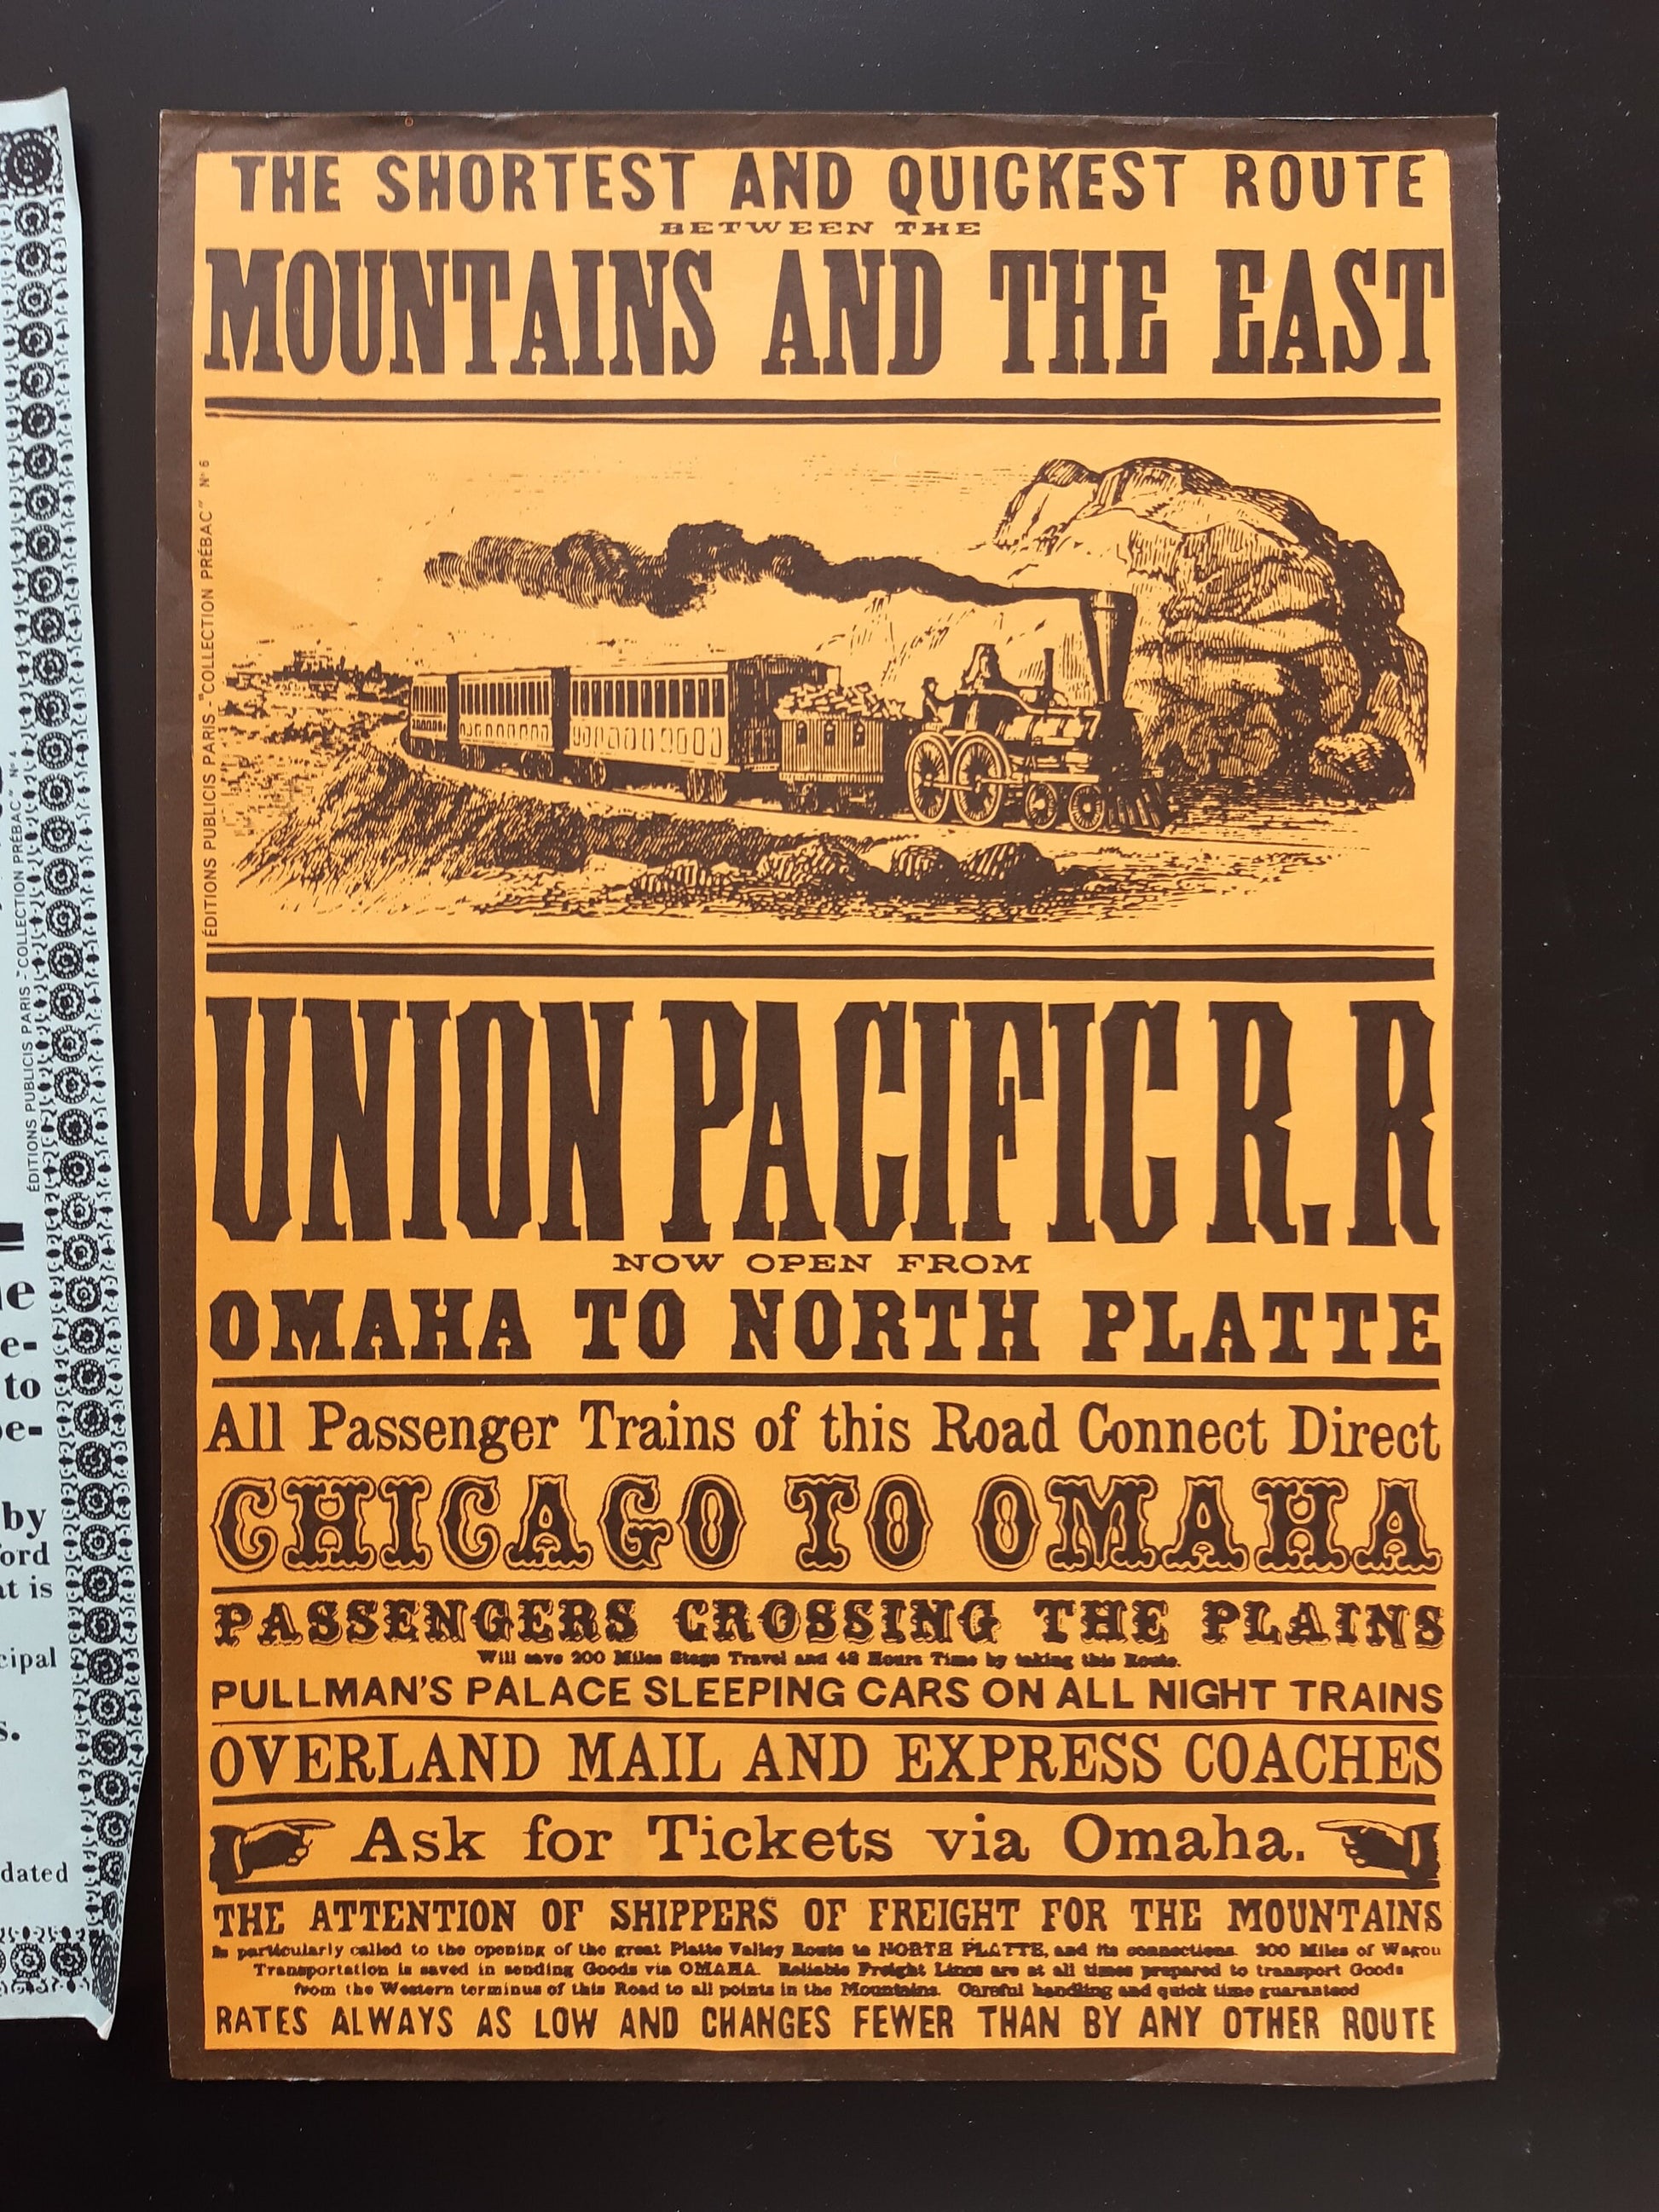 THE SHORTEST AND QUICKEST ROUTE
BETWEEN THE
MOUNTAINS AND THE EAST
ÉDITIONS PUBLICIS PARIS - "COLLECTION PRÉBAC" N° 6
UNION PACIFIC R.R
NOW OPEN FROM
OMAHA TO NORTH PLATTE
All Passenger Trains of this Road Connect Direct
CHICAGO TO OMAHA
PASSENGERS CROSSING THE PLAINS
Will save 200 Miles Stage Travel and 48 Hours Time by taking this Route.
PULLMAN'S PALACE SLEEPING CARS ON ALL NIGHT TRAINS
OVERLAND MAIL AND EXPRESS COACHES
Ask for Tickets via Omaha.
THE ATTENTION OF SHIPPERS OF FREIGHT FOR THE MOUNTAINS
Is particularly called to the opening of the great Platte Valley Route to NORTH PLATTE, and its connections. 300 Miles of Wagon
Transportation is saved in sending Goods via OMAHA. Reliable Freight Lines are at all times prepared to transport Goods
from the Western terminus of this Road to all points in the Mountains. Careful handling and quick time guaranteed
RATES ALWAYS AS LOW AND CHANGES FEWER THAN BY ANY OTHER ROUTE
ÉDITIONS PUBLICIS PARIS - COLLECTION PRÉBAC N° 4
e-
to
by
ord
at is
cipal
s.
dated